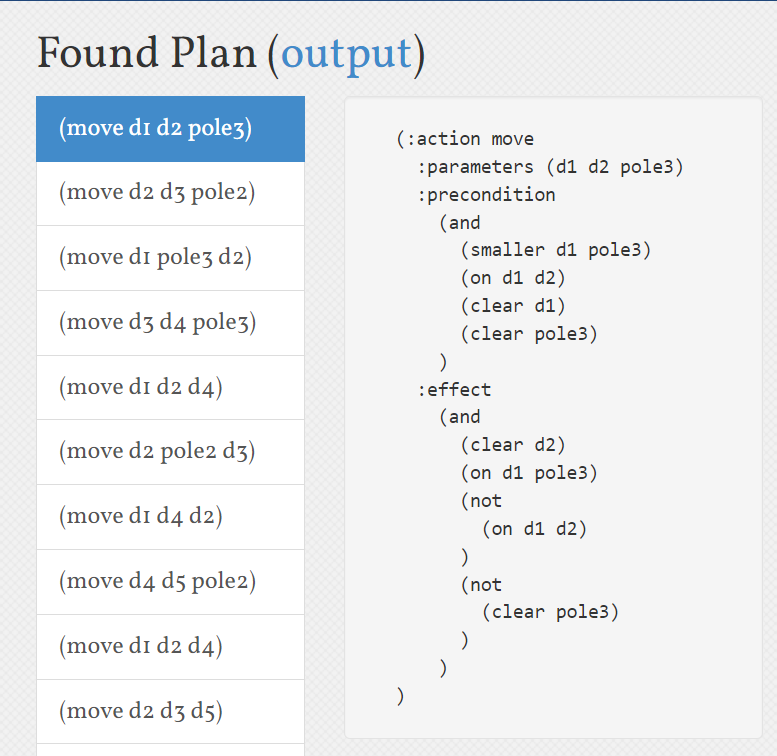 Found Plan (output)
(move d1 d2 pole3)
(move d2 d3 pole2)
(move d1 pole3 d2)
(move d3 d4 pole3)
(move d1 d2 d4)
(move d2 pole2 d3)
(move d1 d4 d2)
(move d4 d5 pole2)
(move d1 d2 d4)
(move d2 d3 d5)
(:action move
  :parameters (d1 d2 pole3)
  :precondition
    (and
      (smaller d1 pole3)
      (on d1 d2)
      (clear d1)
      (clear pole3)
    )
  :effect
    (and
      (clear d2)
      (on d1 pole3)
      (not
        (on d1 d2)
      )
      (not
        (clear pole3)
      )
    )
)